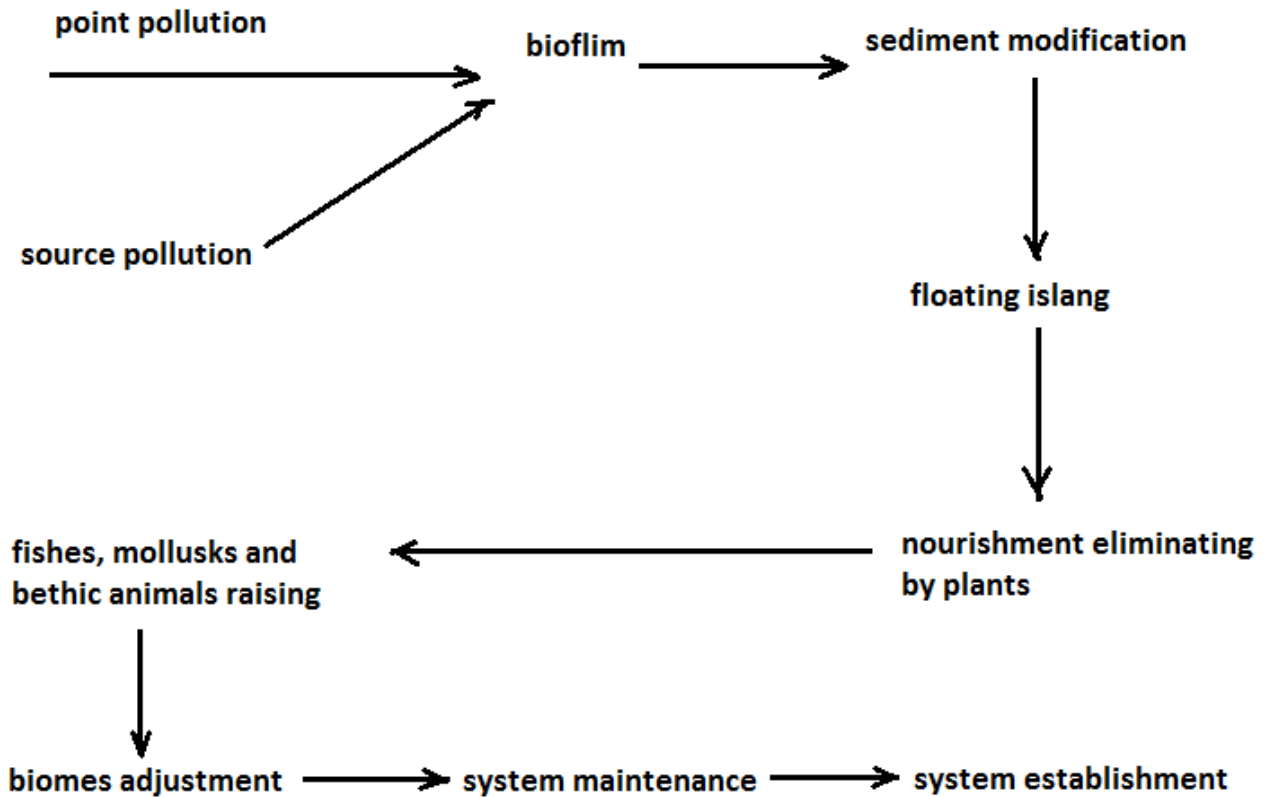 point pollution
bioflim
sediment modification
source pollution
floating islang
nourishment eliminating
by plants
fishes, mollusks and
bethic animals raising
biomes adjustment
system maintenance
system establishment